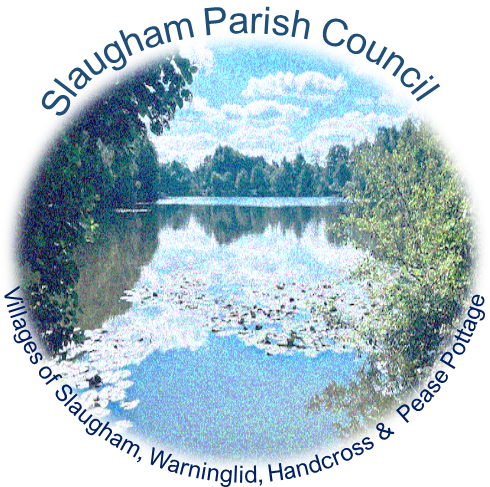 Slaugham Parish Council
Villages of Slaugham, Warninglid, Handcross & Pease Pottage